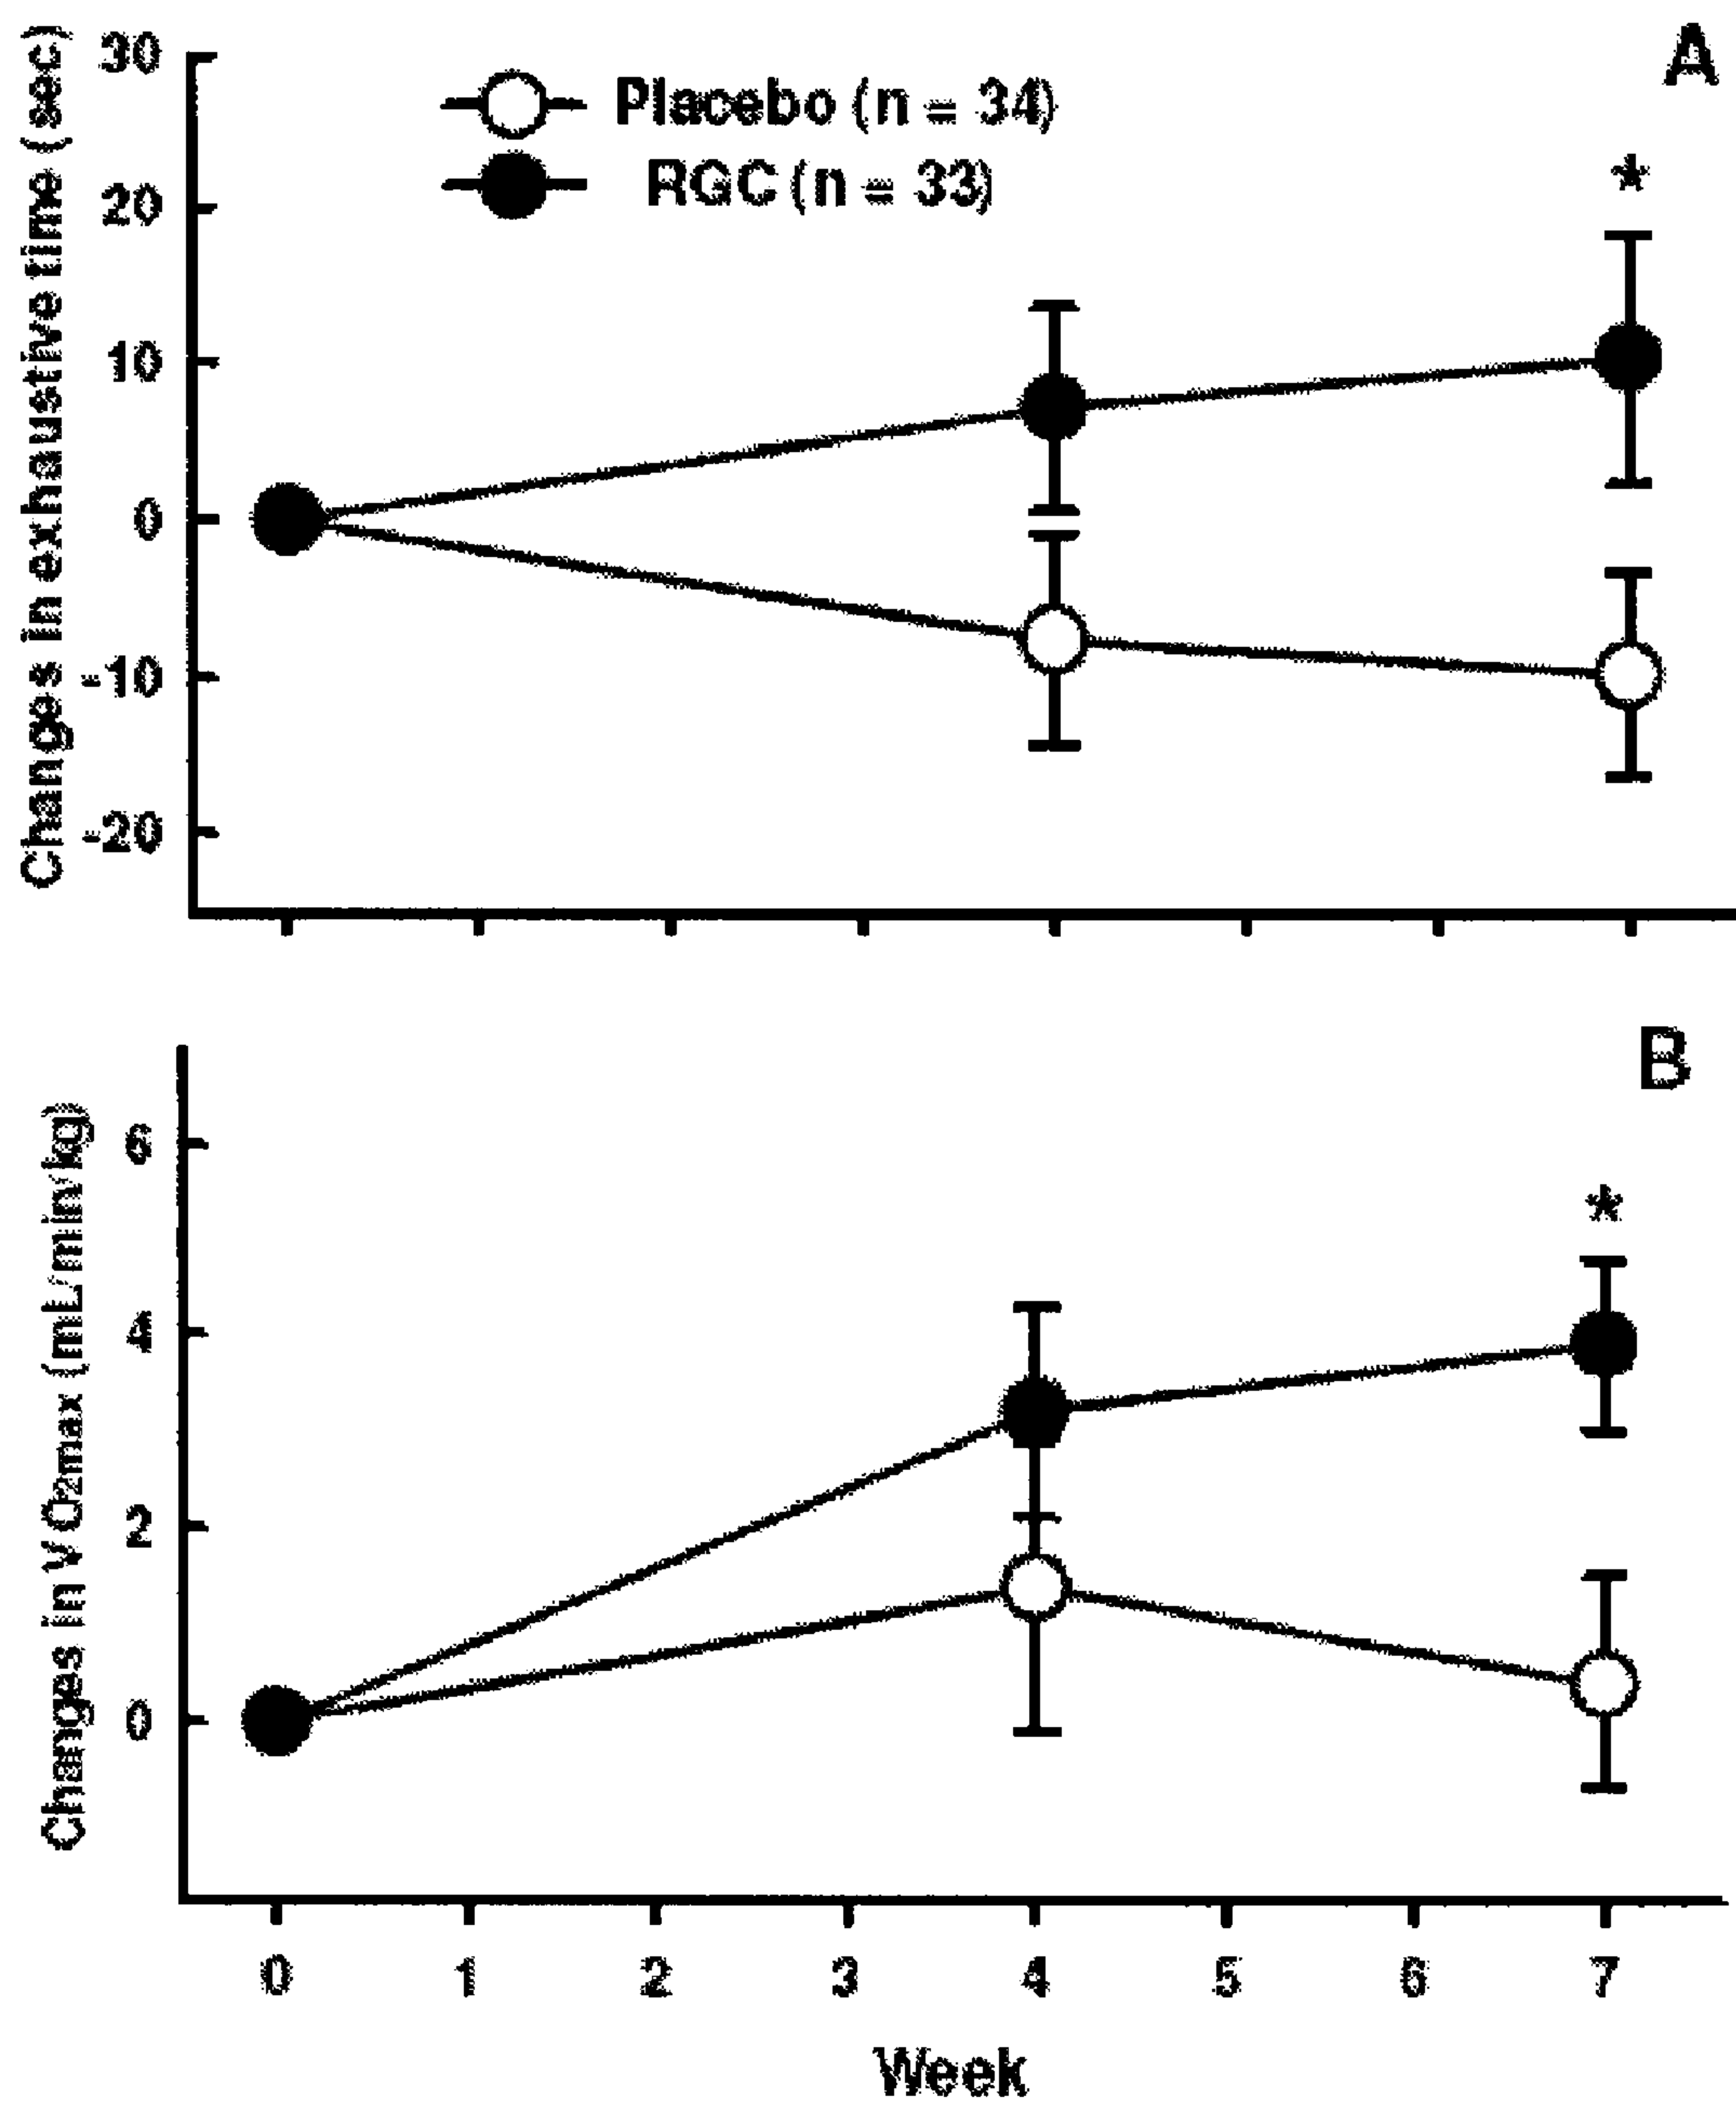 A
Changes in exhaustive time (sec)
30
20
10
0
-10
-20
Placebo (n = 34)
RGC (n = 33)
*
B
Changes in V O2max (mL/min/kg)
6
4
2
0
*
0 1 2 3 4 5 6 7
Week